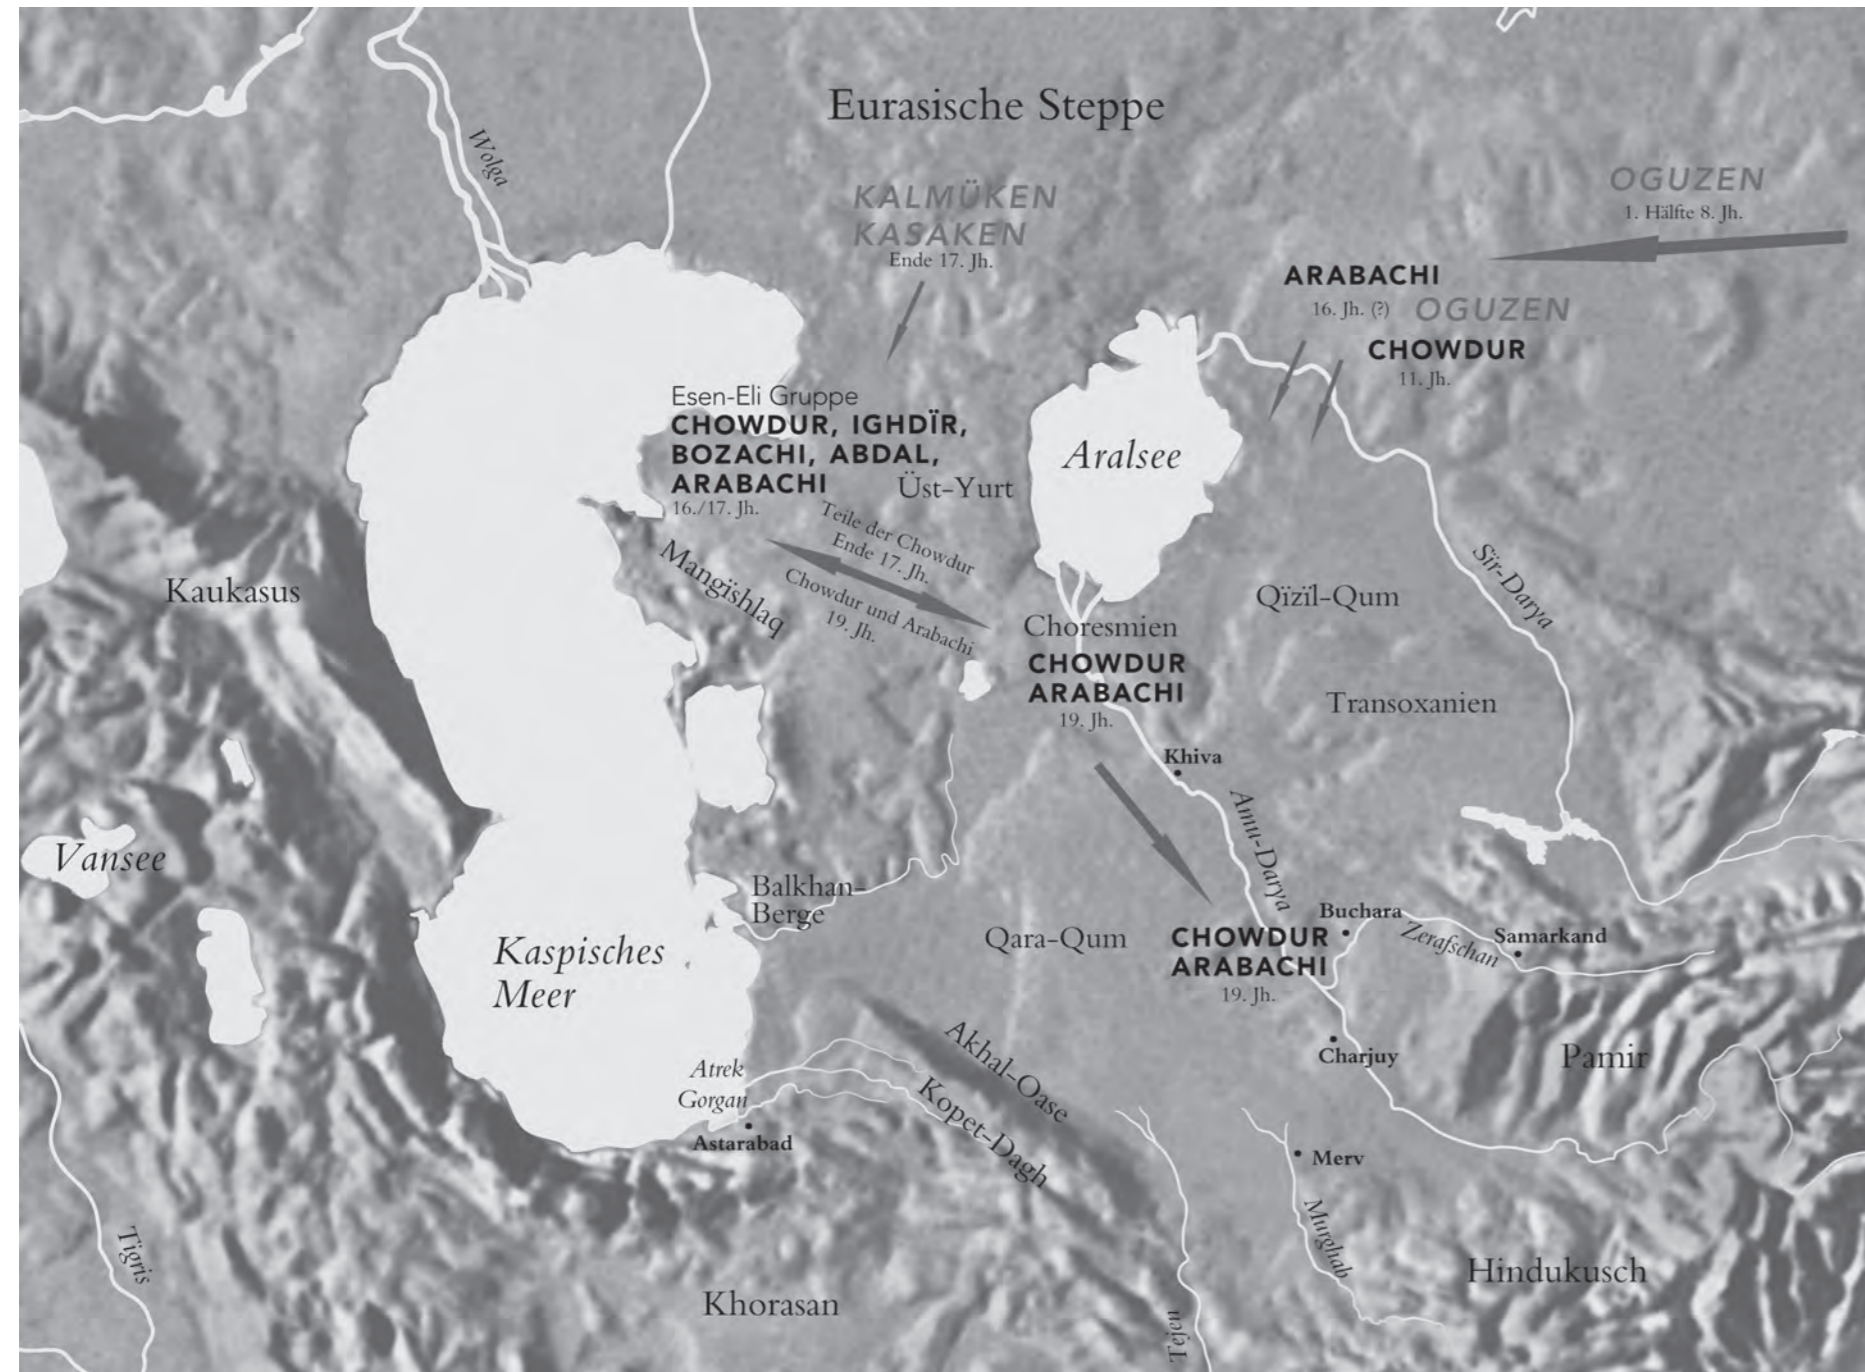 Eurasische Steppe
Wolga
KALMÜKEN
KASAKEN
Ende 17. Jh.
OGUZEN
1. Hälfte 8. Jh.
ARABACHI
16. Jh. (?)
OGUZEN
CHOWDUR
11. Jh.
Esen-Eli Gruppe
CHOWDUR, IGHDÏR,
BOZACHI, ABDAL,
ARABACHI
16./17. Jh.
Üst-Yurt
Aralsee
Teile der Chowdur
Ende 17. Jh.
Chowdur und Arabachi
19. Jh.
Mangïshlaq
Kaukasus
Sïr-Darya
Qïzïl-Qum
Choresmien
CHOWDUR
ARABACHI
19. Jh.
Transoxanien
Khiva
Amu-Darya
Vansee
Balkhan-
Berge
Kaspisches
Meer
Qara-Qum
CHOWDUR
ARABACHI
19. Jh.
Buchara
Zerafschan
Samarkand
Charjuy
Pamir
Akhal-Oase
Kopet-Dagh
Atrek
Gorgan
Astarabad
Merv
Murghab
Tigris
Khorasan
Tejen
Hindukusch